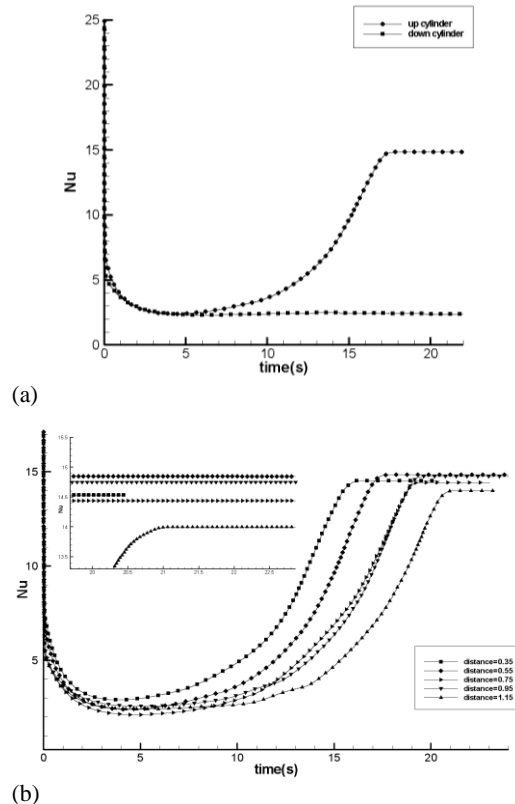 25
20
15
10
5
0
Nu
up cylinder
down cylinder
0 5 10 15 20
time(s)
(a)
15
10
5
Nu
15.5
15
14.5
14
13.5
Nu
20 20.5 21 21.5 22 22.5
distance=0.35
distance=0.55
distance=0.75
distance=0.95
distance=1.15
0 5 10 15 20
time(s)
(b)